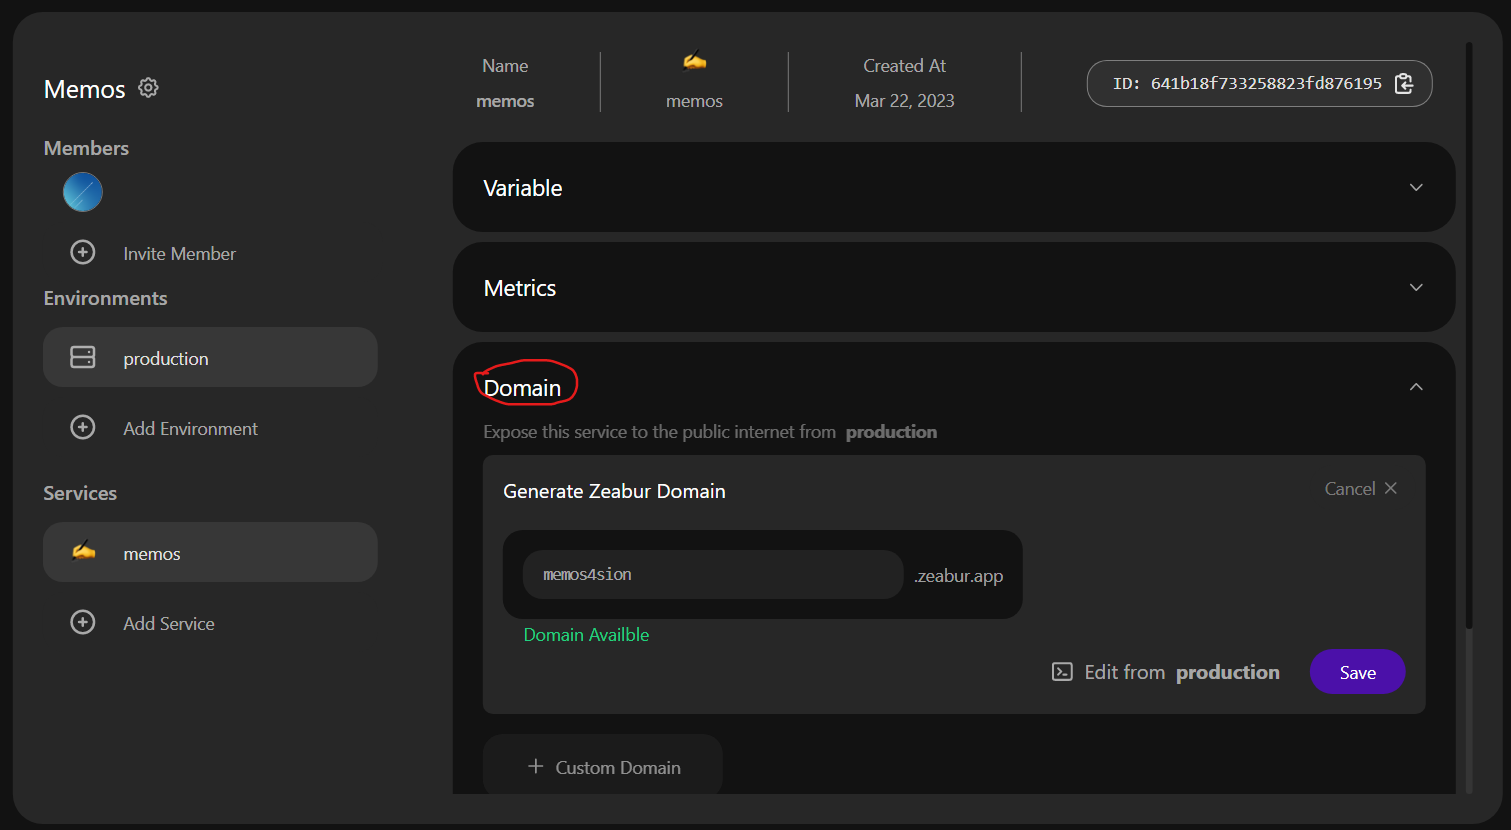 Memos
Members
Invite Member
Environments
production
Add Environment
Services
memos
Add Service
Name
memos
memos
Created At
Mar 22, 2023
ID: 641b18f733258823fd876195
Variable
Metrics
Domain
Expose this service to the public internet from production
Generate Zeabur Domain
Cancel
memos4sion
.zeabur.app
Domain Availble
Edit from production
Save
Custom Domain